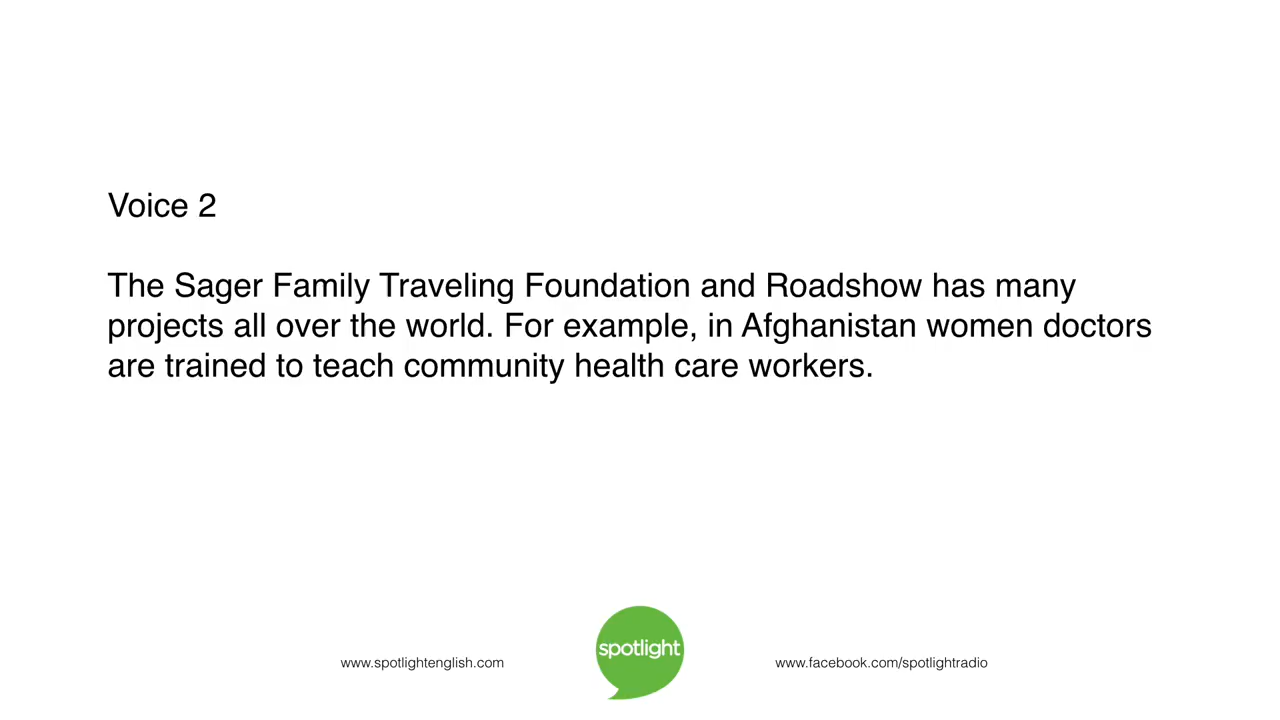 Voice 2
The Sager Family Traveling Foundation and Roadshow has many
projects all over the world. For example, in Afghanistan women doctors
are trained to teach community health care workers.
spotlight
www.spotlightenglish.com
www.facebook.com/spotlightradio